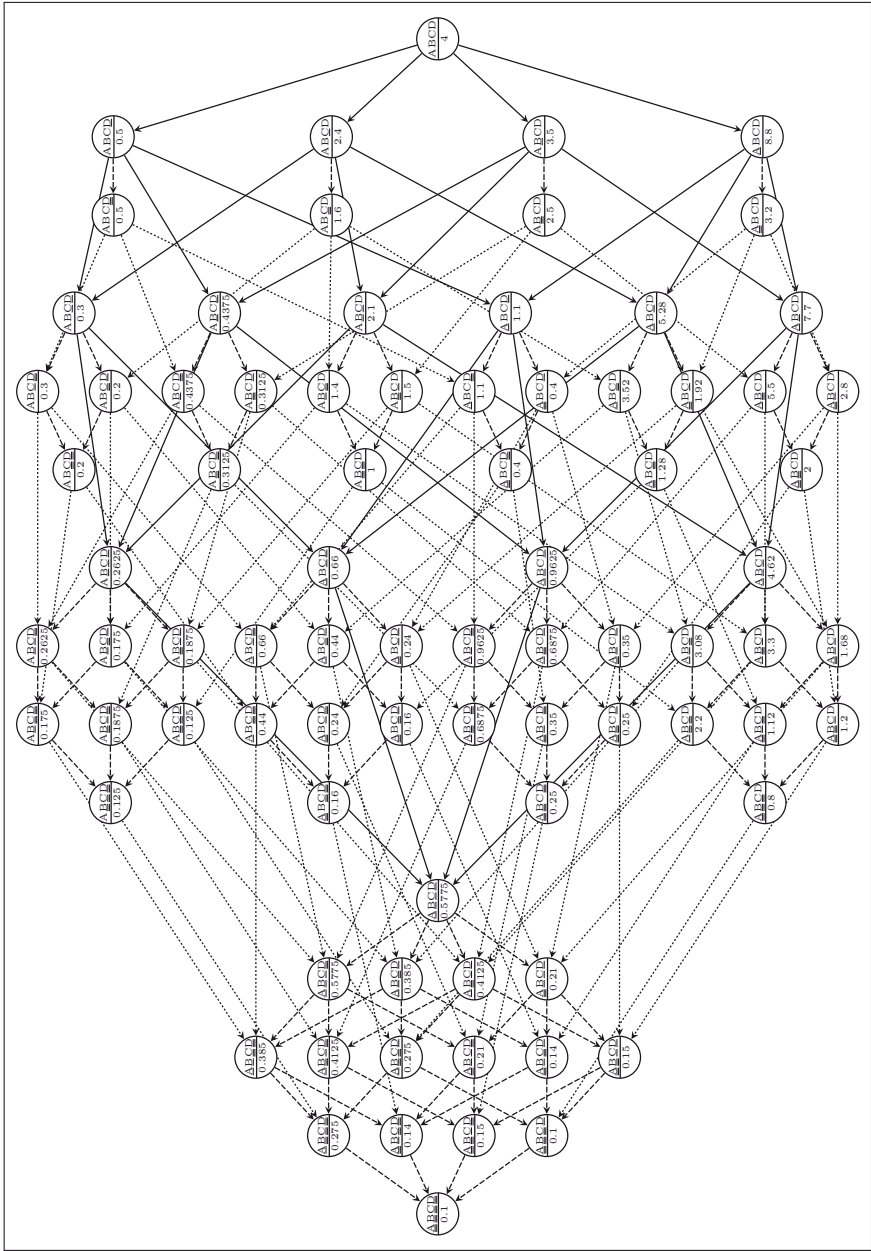 ABCD
4
ABCD
0.5
ABCD
2.4
ABCD
3.5
ABCD
8.8
ABCD
0.5
ABCD
1.6
ABCD
2.5
ABCD
3.2
ABCD
0.3
ABCD
0.4375
ABCD
2.1
ABCD
1.1
ABCD
5.28
ABCD
7.7
ABCD
0.3
ABCD
0.2
ABCD
0.4375
ABCD
0.3125
ABCD
1.4
ABCD
1.5
ABCD
1.1
ABCD
0.4
ABCD
3.52
ABCD
1.92
ABCD
5.5
ABCD
2.8
ABCD
0.2
ABCD
0.3125
ABCD
1
ABCD
0.4
ABCD
1.28
ABCD
2
ABCD
0.2625
ABCD
0.66
ABCD
0.9625
ABCD
4.62
ABCD
0.2625
ABCD
0.175
ABCD
0.1875
ABCD
0.66
ABCD
0.44
ABCD
0.24
ABCD
0.9625
ABCD
0.6875
ABCD
0.35
ABCD
3.08
ABCD
3.3
ABCD
1.68
ABCD
0.175
ABCD
0.1875
ABCD
0.125
ABCD
0.44
ABCD
0.24
ABCD
0.16
ABCD
0.6875
ABCD
0.35
ABCD
0.25
ABCD
2.2
ABCD
1.12
ABCD
1.2
ABCD
0.125
ABCD
0.16
ABCD
0.25
ABCD
0.8
ABCD
0.5775
ABCD
0.5775
ABCD
0.385
ABCD
0.4125
ABCD
0.21
ABCD
0.385
ABCD
0.4125
ABCD
0.275
ABCD
0.21
ABCD
0.14
ABCD
0.15
ABCD
0.275
ABCD
0.14
ABCD
0.15
ABCD
0.1
ABCD
0.1